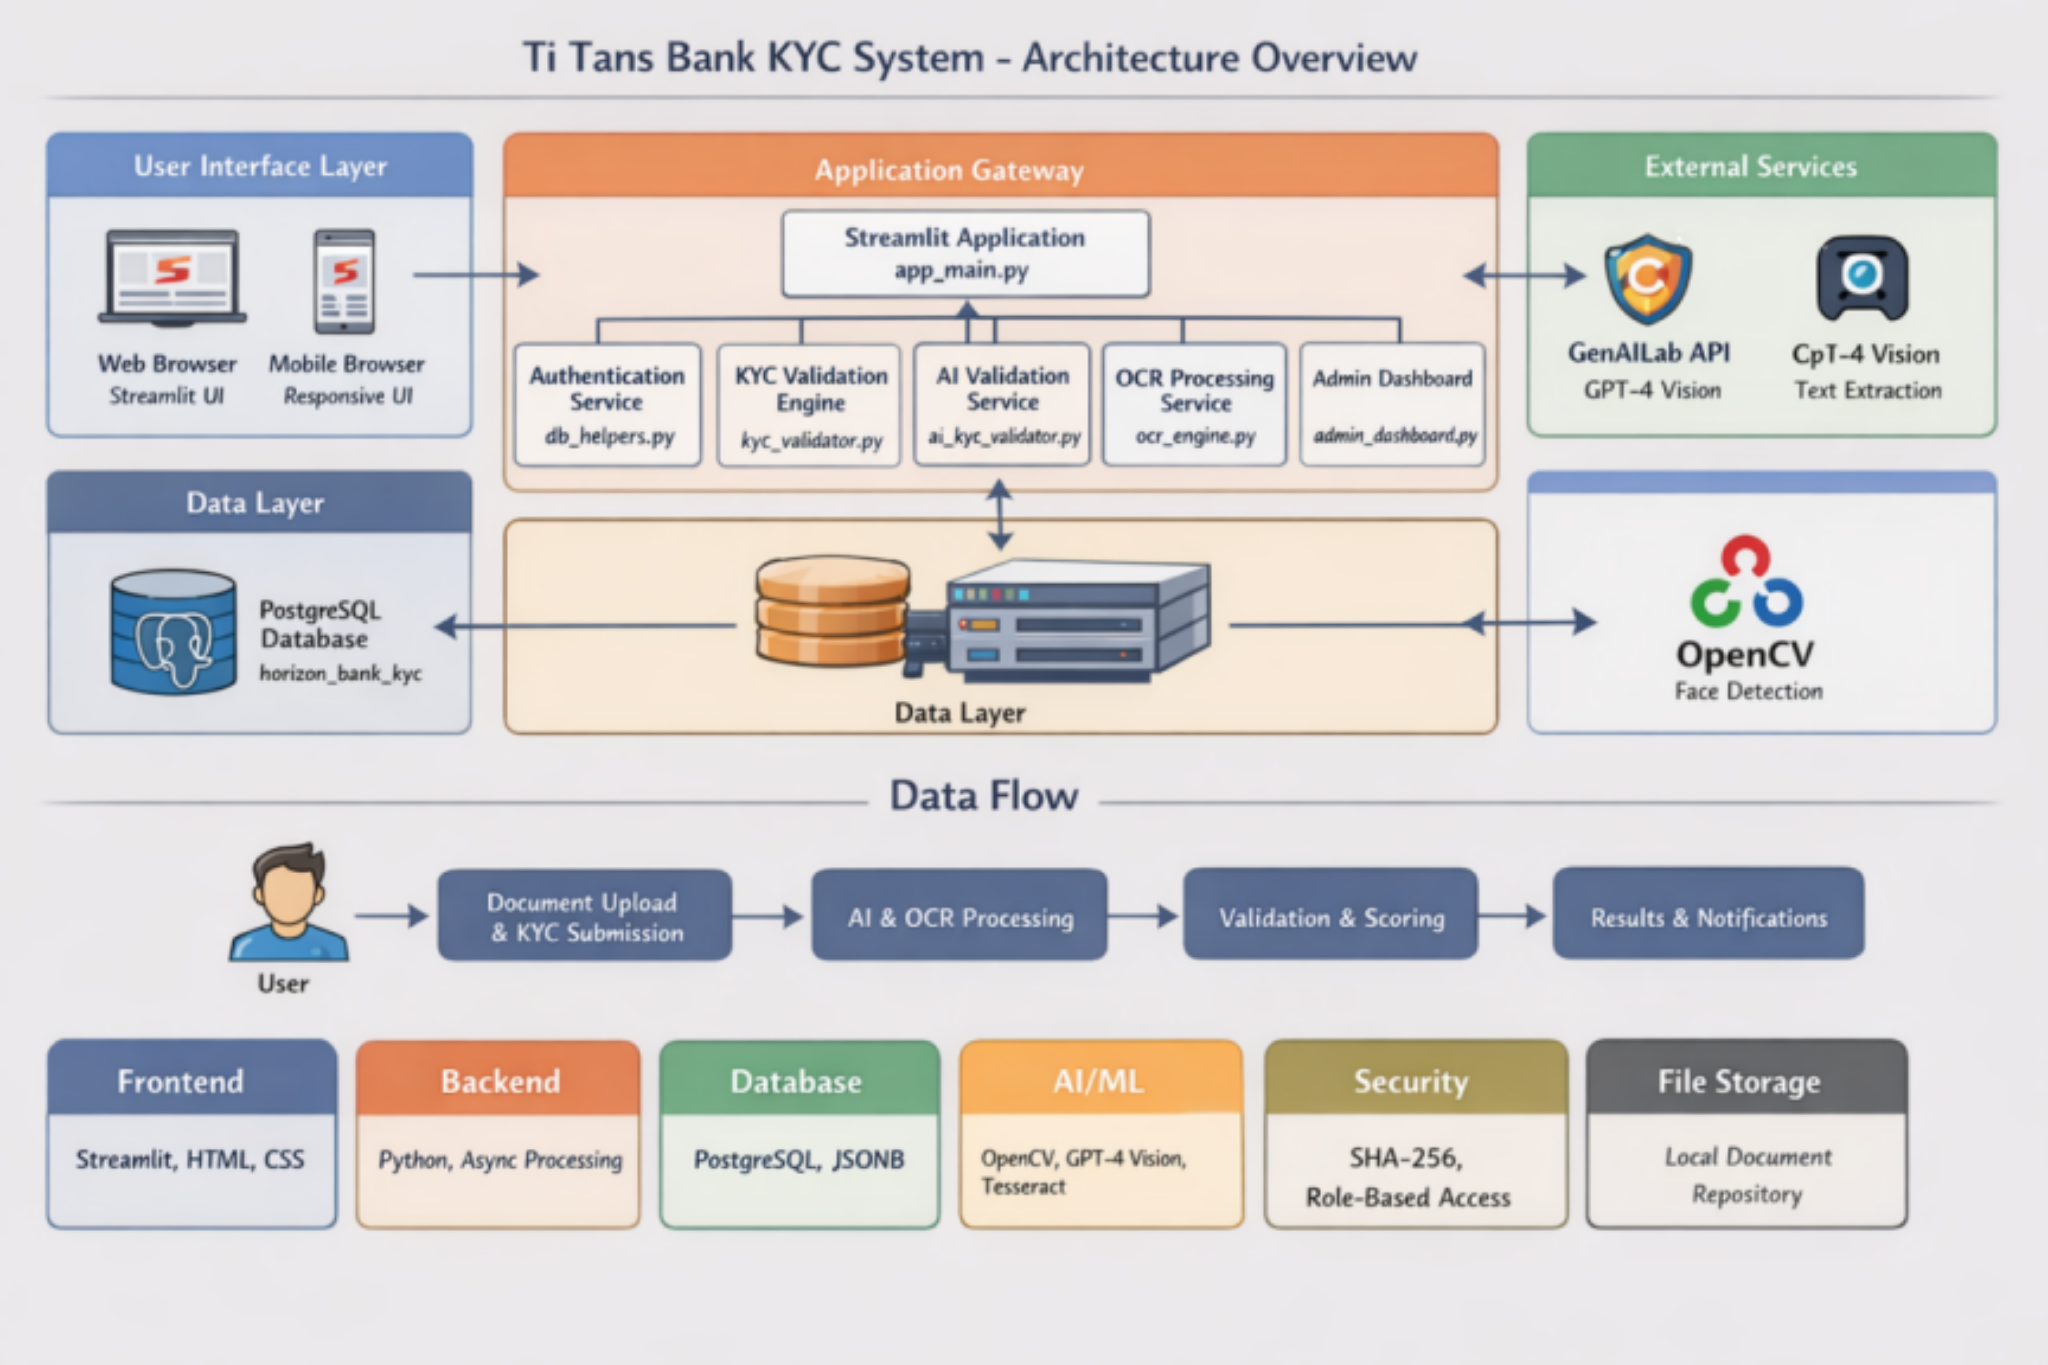 Ti Tans Bank KYC System - Architecture Overview
User Interface Layer
Web Browser
Streamlit UI
Mobile Browser
Responsive UI
Application Gateway
Streamlit Application
app_main.py
Authentication
Service
db_helpers.py
KYC Validation
Engine
kyc_validator.py
AI Validation
Service
ai_kyc_validator.py
OCR Processing
Service
ocr_engine.py
Admin Dashboard
admin_dashboard.py
External Services
GenAILab API
GPT-4 Vision
CpT-4 Vision
Text Extraction
Data Layer
PostgreSQL
Database
horizon_bank_kyc
Data Layer
OpenCV
Face Detection
Data Flow
User
Document Upload
& KYC Submission
AI & OCR Processing
Validation & Scoring
Results & Notifications
Frontend
Streamlit, HTML, CSS
Backend
Python, Async Processing
Database
PostgreSQL, JSONB
AI/ML
OpenCV, GPT-4 Vision,
Tesseract
Security
SHA-256,
Role-Based Access
File Storage
Local Document
Repository